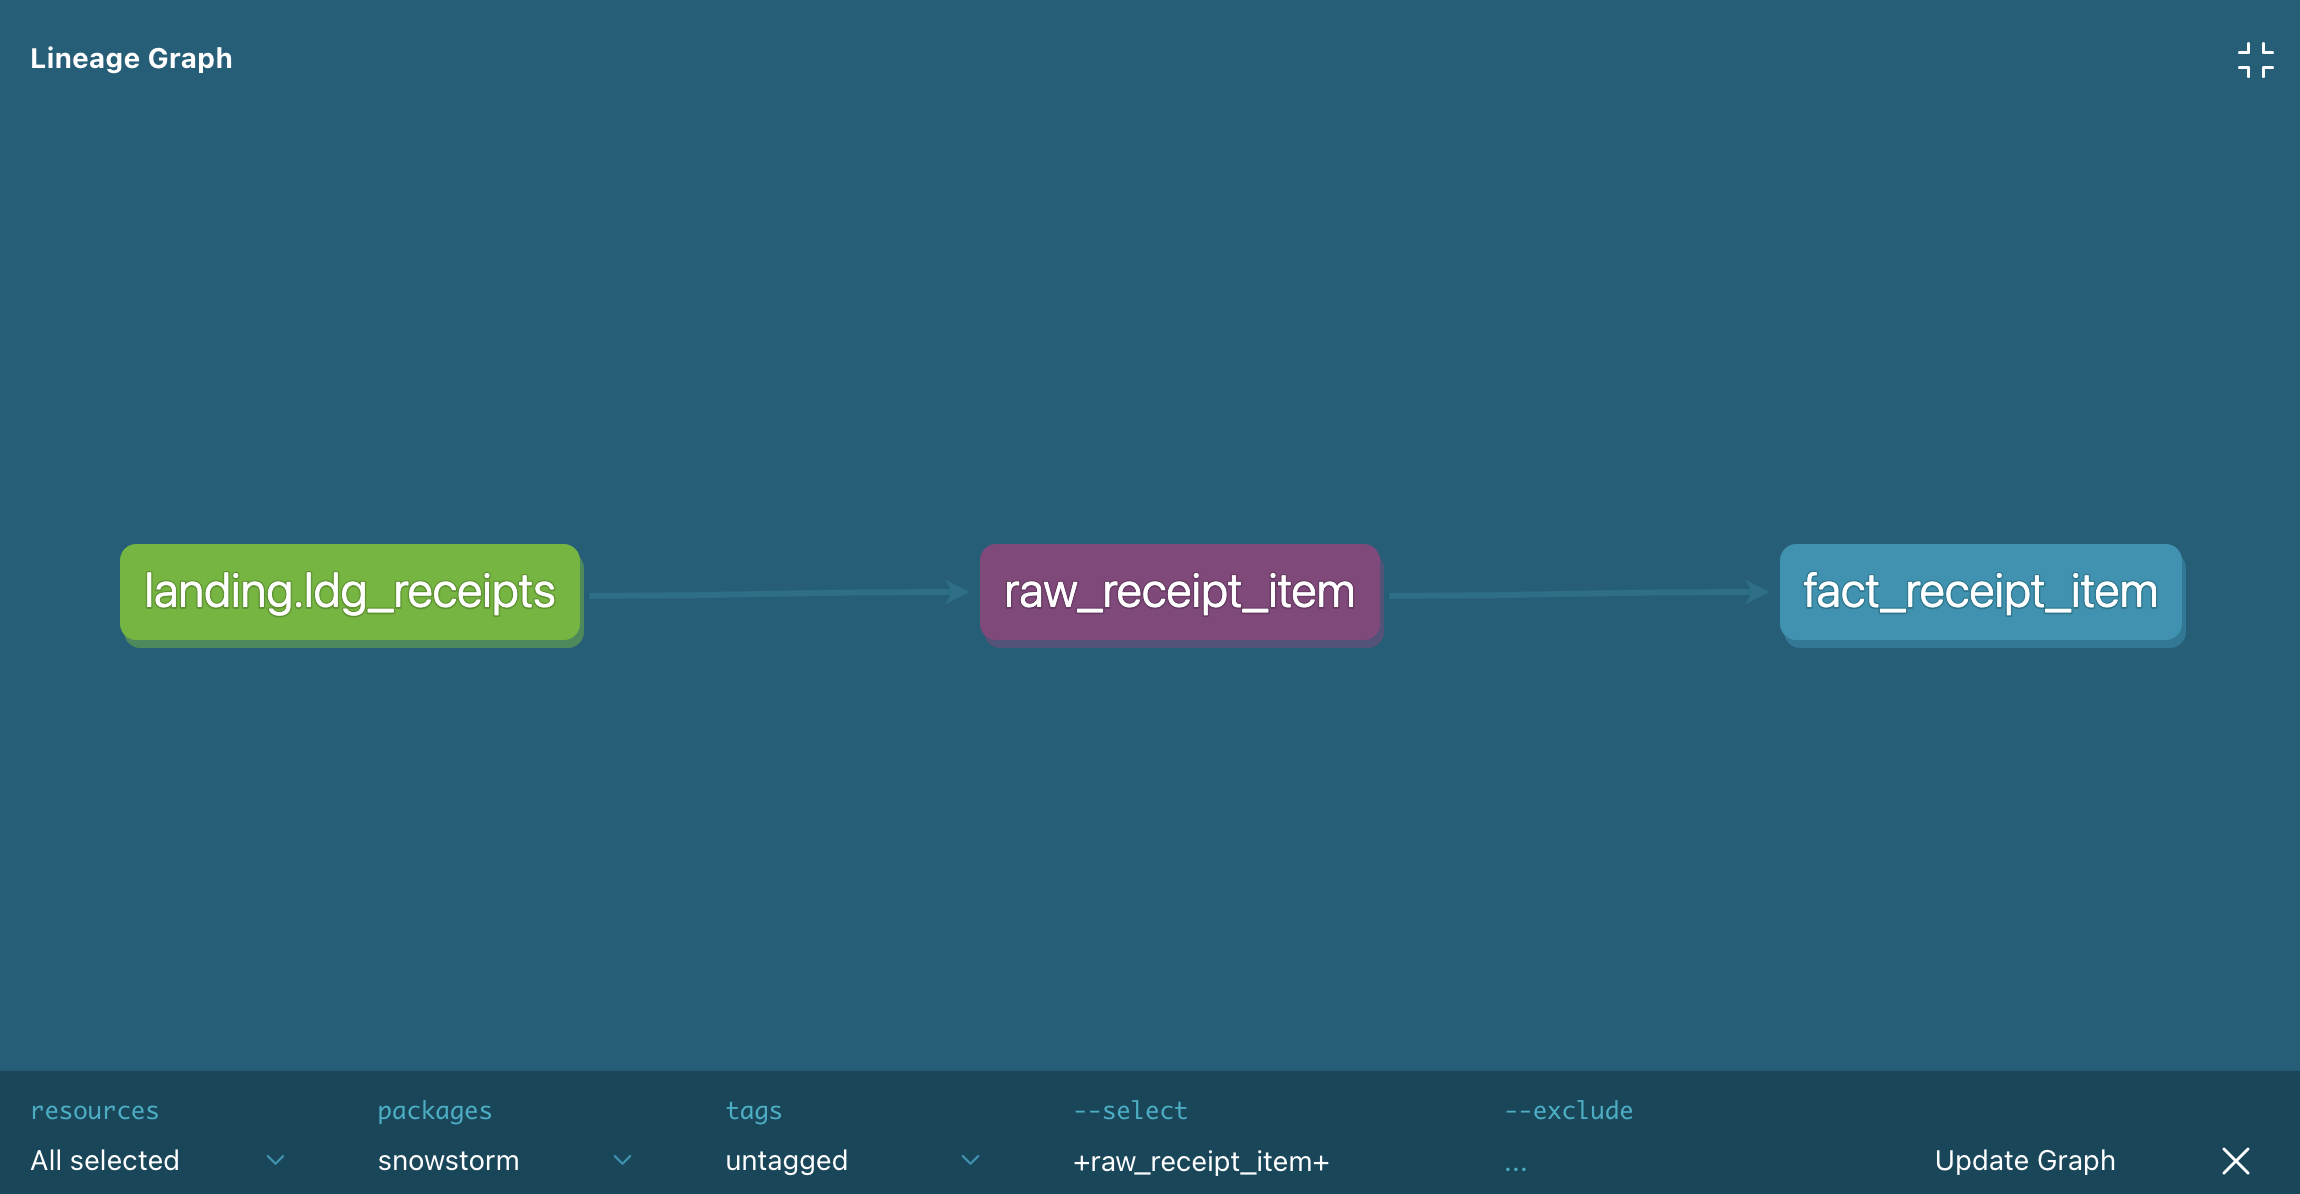 Lineage Graph
landing.ldg_receipts
raw_receipt_item
fact_receipt_item
resources
packages
tags
--select
--exclude
All selected
snowstorm
untagged
+raw_receipt_item+
...
Update Graph